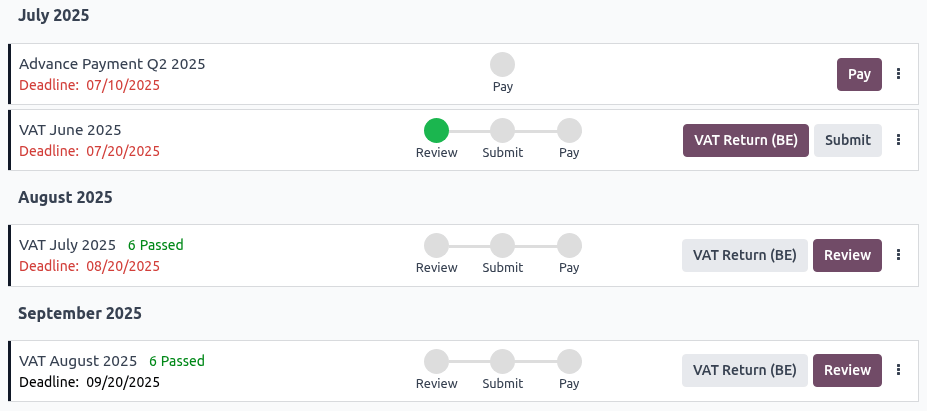 July 2025
Advance Payment Q2 2025
Deadline: 07/10/2025
Pay
Pay
VAT June 2025
Deadline: 07/20/2025
Review Submit Pay
VAT Return (BE) Submit
August 2025
VAT July 2025 6 Passed
Deadline: 08/20/2025
Review Submit Pay
VAT Return (BE) Review
September 2025
VAT August 2025 6 Passed
Deadline: 09/20/2025
Review Submit Pay
VAT Return (BE) Review